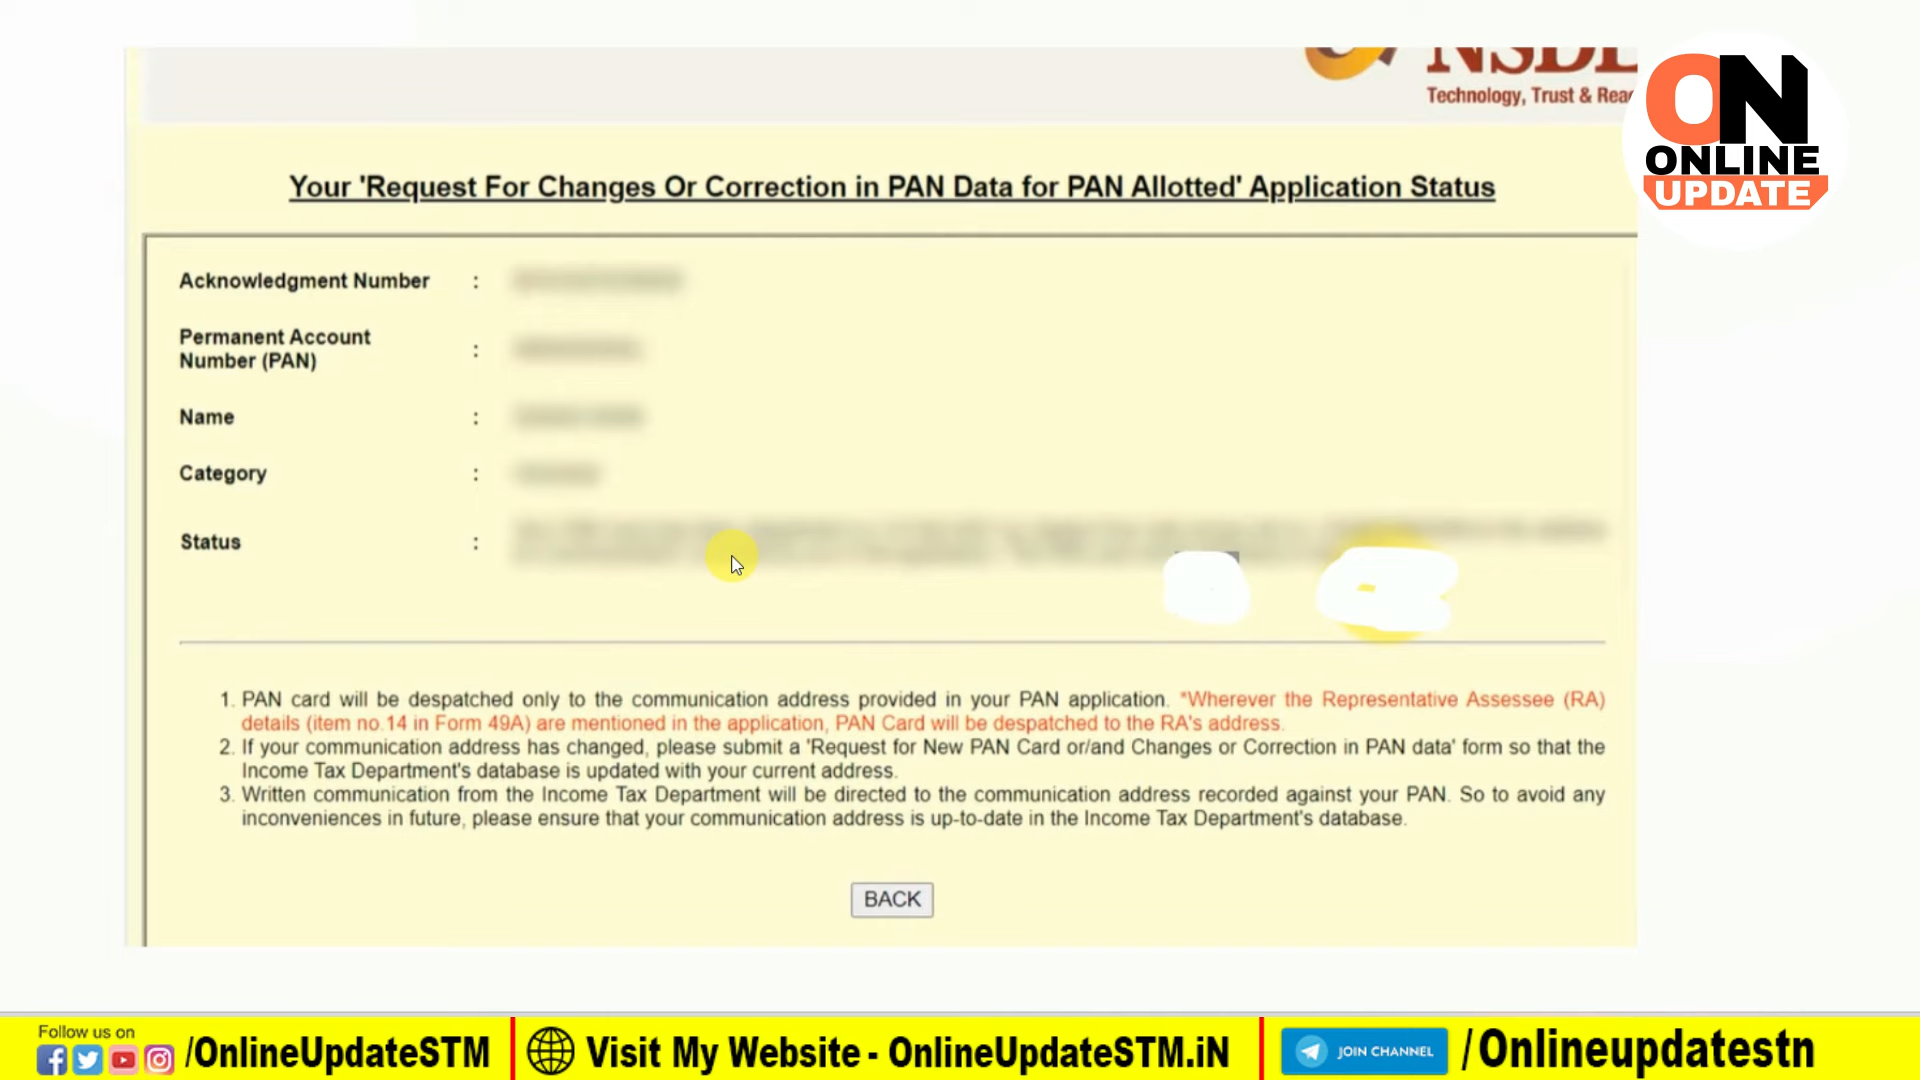 NSDL
Technology, Trust &
ON
ONLINE
UPDATE
Your 'Request For Changes Or Correction in PAN Data for PAN Allotted' Application Status
Acknowledgment Number :
Permanent Account
Number (PAN) :
Name :
Category :
Status :
1. PAN card will be despatched only to the communication address provided in your PAN application. *Wherever the Representative Assessee (RA)
details (item no.14 in Form 49A) are mentioned in the application, PAN Card will be despatched to the RA's address.
2. If your communication address has changed, please submit a 'Request for New PAN Card or/and Changes or Correction in PAN data' form so that the
Income Tax Department's database is updated with your current address.
3. Written communication from the Income Tax Department will be directed to the communication address recorded against your PAN. So to avoid any
inconveniences in future, please ensure that your communication address is up-to-date in the Income Tax Department's database.
BACK
Follow us on
/OnlineUpdateSTM
Visit My Website - OnlineUpdateSTM.iN
JOIN CHANNEL
/Onlineupdatestn